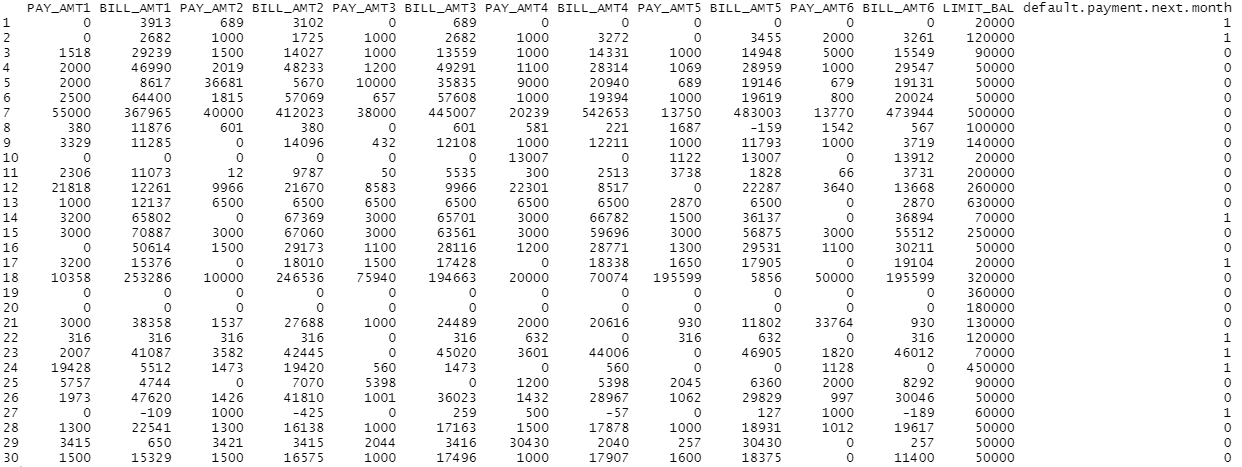 PAY_AMT1 BILL_AMT1 PAY_AMT2 BILL_AMT2 PAY_AMT3 BILL_AMT3 PAY_AMT4 BILL_AMT4 PAY_AMT5 BILL_AMT5 PAY_AMT6 BILL_AMT6 LIMIT_BAL default.payment.next.month
1 0 3913 689 3102 0 689 0 0 0 0 0 0 20000 1
2 0 2682 1000 1725 1000 2682 1000 3272 0 3455 2000 3261 120000 1
3 1518 29239 1500 14027 1000 13559 1000 14331 1000 14948 5000 15549 90000 0
4 2000 46990 2019 48233 1200 49291 1100 28314 1069 28959 1000 29547 50000 0
5 2000 8617 36681 5670 10000 35835 9000 20940 689 19146 679 19131 50000 0
6 2500 64400 1815 57069 657 57608 1000 19394 1000 19619 800 20024 50000 0
7 55000 367965 40000 412023 38000 445007 20239 542653 13750 483003 13770 473944 500000 0
8 380 11876 601 380 0 601 581 221 1687 -159 1542 567 100000 0
9 3329 11285 0 14096 432 12108 1000 12211 1000 11793 1000 3719 140000 0
10 0 0 0 0 0 0 13007 0 1122 13007 0 13912 20000 0
11 2306 11073 12 9787 50 5535 300 2513 3738 1828 66 3731 200000 0
12 21818 12261 9966 21670 8583 9966 22301 8517 0 22287 3640 13668 260000 0
13 1000 12137 6500 6500 6500 6500 6500 6500 2870 6500 0 2870 630000 0
14 3200 65802 0 67369 3000 65701 3000 66782 1500 36137 0 36894 70000 1
15 3000 70887 3000 67060 3000 63561 3000 59696 3000 56875 3000 55512 250000 0
16 0 50614 1500 29173 1100 28116 1200 28771 1300 29531 1100 30211 50000 0
17 3200 15376 0 18010 1500 17428 0 18338 1650 17905 0 19104 20000 1
18 10358 253286 10000 246536 75940 194663 20000 70074 195599 5856 50000 195599 320000 0
19 0 0 0 0 0 0 0 0 0 0 0 0 360000 0
20 0 0 0 0 0 0 0 0 0 0 0 0 180000 0
21 3000 38358 1537 27688 1000 24489 2000 20616 930 11802 33764 930 130000 0
22 316 316 316 316 0 316 632 0 316 632 0 316 120000 1
23 2007 41087 3582 42445 0 45020 3601 44006 0 46905 1820 46012 70000 1
24 19428 5512 1473 19420 560 1473 0 560 0 0 1128 0 450000 1
25 5757 4744 0 7070 5398 0 1200 5398 2045 6360 2000 8292 90000 0
26 1973 47620 1426 41810 1001 36023 1432 28967 1062 29829 997 30046 50000 0
27 0 -109 1000 -425 0 259 500 -57 0 127 1000 -189 60000 1
28 1300 22541 1300 16138 1000 17163 1500 17878 1000 18931 1012 19617 50000 0
29 3415 650 3421 3415 2044 3416 30430 2040 257 30430 0 257 50000 0
30 1500 15329 1500 16575 1000 17496 1000 17907 1600 18375 0 11400 50000 0